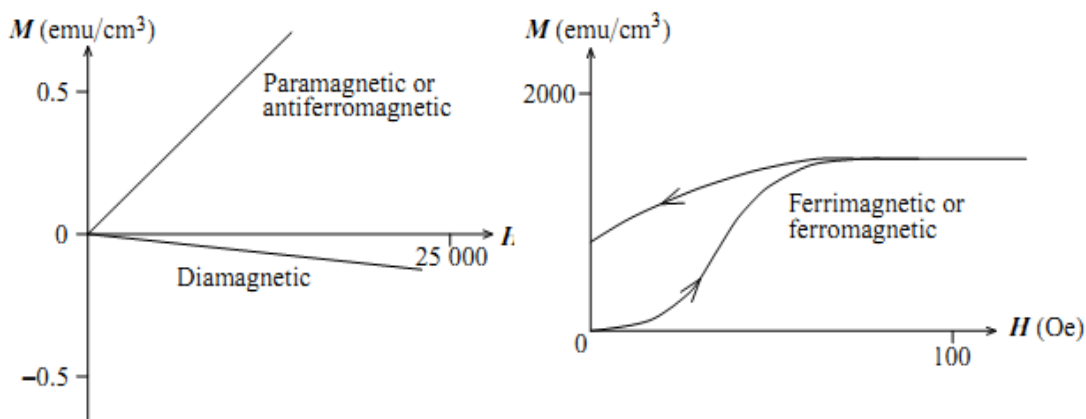 M (emu/cm³)
0.5
Paramagnetic or
antiferromagnetic
0
25 000
Diamagnetic
–0.5
M (emu/cm³)
2000
Ferrimagnetic or
ferromagnetic
0
100
H (Oe)